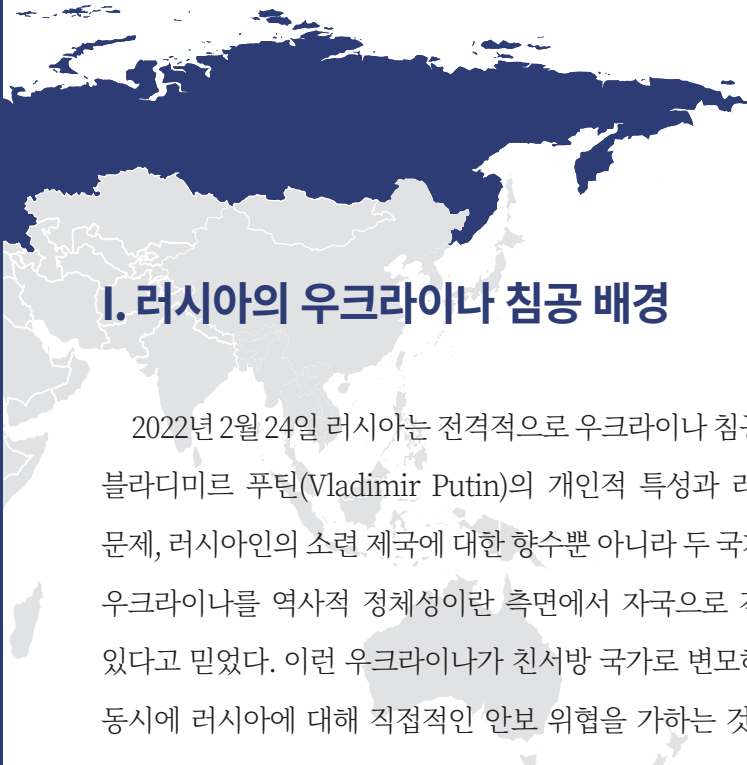 I. 러시아의 우크라이나 침공 배경
2022년 2월 24일 러시아는 전격적으로 우크라이나
블라디미르 푸틴(Vladimir Putin)의 개인적 특성과
문제, 러시아인의 소련 제국에 대한 향수뿐 아니라 두
우크라이나를 역사적 정체성이란 측면에서 자국으로
있다고 믿었다. 이런 우크라이나가 친서방 국가로
동시에 러시아에 대해 직접적인 안보 위협을 가하는